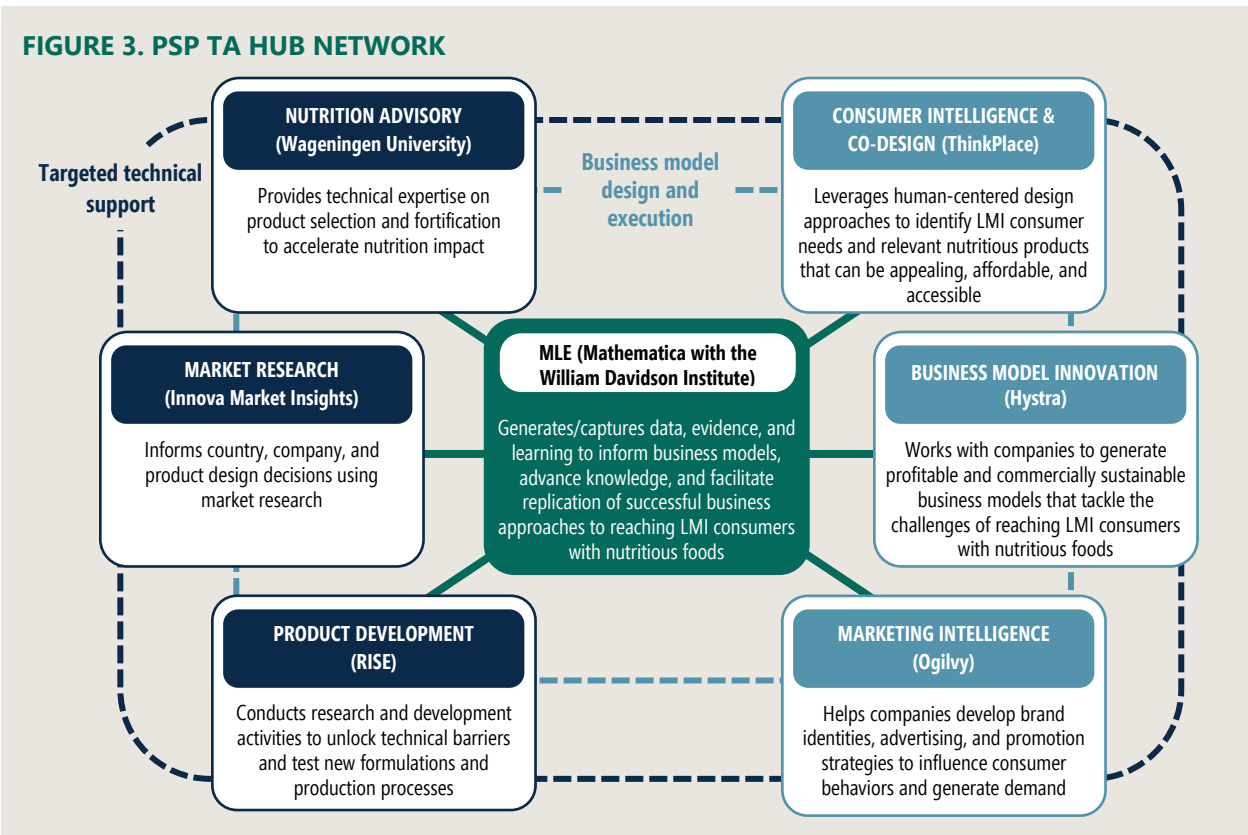 FIGURE 3. PSP TA HUB NETWORK
NUTRITION ADVISORY
(Wageningen University)
Provides technical expertise on
product selection and fortification
to accelerate nutrition impact
Targeted technical
support
Business model
design and
execution
CONSUMER INTELLIGENCE &
CO-DESIGN (ThinkPlace)
Leverages human-centered design
approaches to identify LMI consumer
needs and relevant nutritious products
that can be appealing, affordable, and
accessible
MARKET RESEARCH
(Innova Market Insights)
Informs country, company, and
product design decisions using
market research
MLE (Mathematica with the
William Davidson Institute)
Generates/captures data, evidence, and
learning to inform business models,
advance knowledge, and facilitate
replication of successful business
approaches to reaching LMI consumers
with nutritious foods
BUSINESS MODEL INNOVATION
(Hystra)
Works with companies to generate
profitable and commercially sustainable
business models that tackle the
challenges of reaching LMI consumers
with nutritious foods
PRODUCT DEVELOPMENT
(RISE)
Conducts research and development
activities to unlock technical barriers
and test new formulations and
production processes
MARKETING INTELLIGENCE
(Ogilvy)
Helps companies develop brand
identities, advertising, and promotion
strategies to influence consumer
behaviors and generate demand